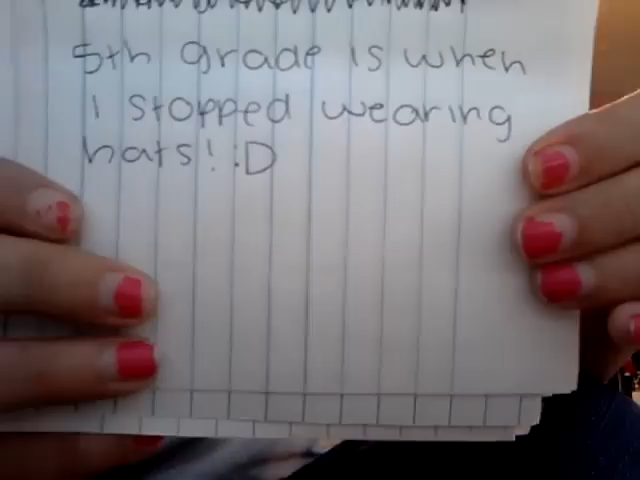 5th grade is when
I stopped wearing
hats! :D